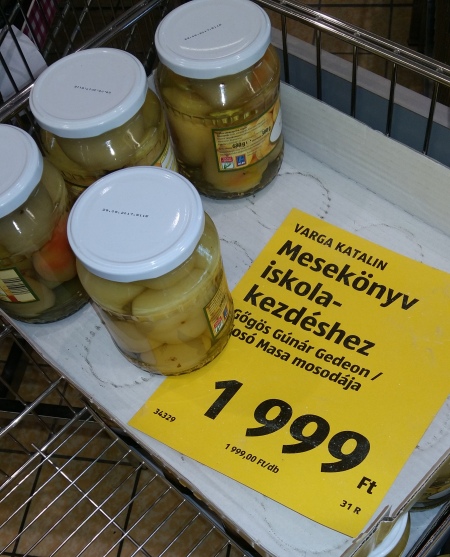 VARGA KATALIN
Mesekönyv
iskola-
kezdéshez
Gőgös Gúnár Gedeon /
osó Masa mosodája
1 999
Ft
34329
1 999,00 Ft/db
31 R